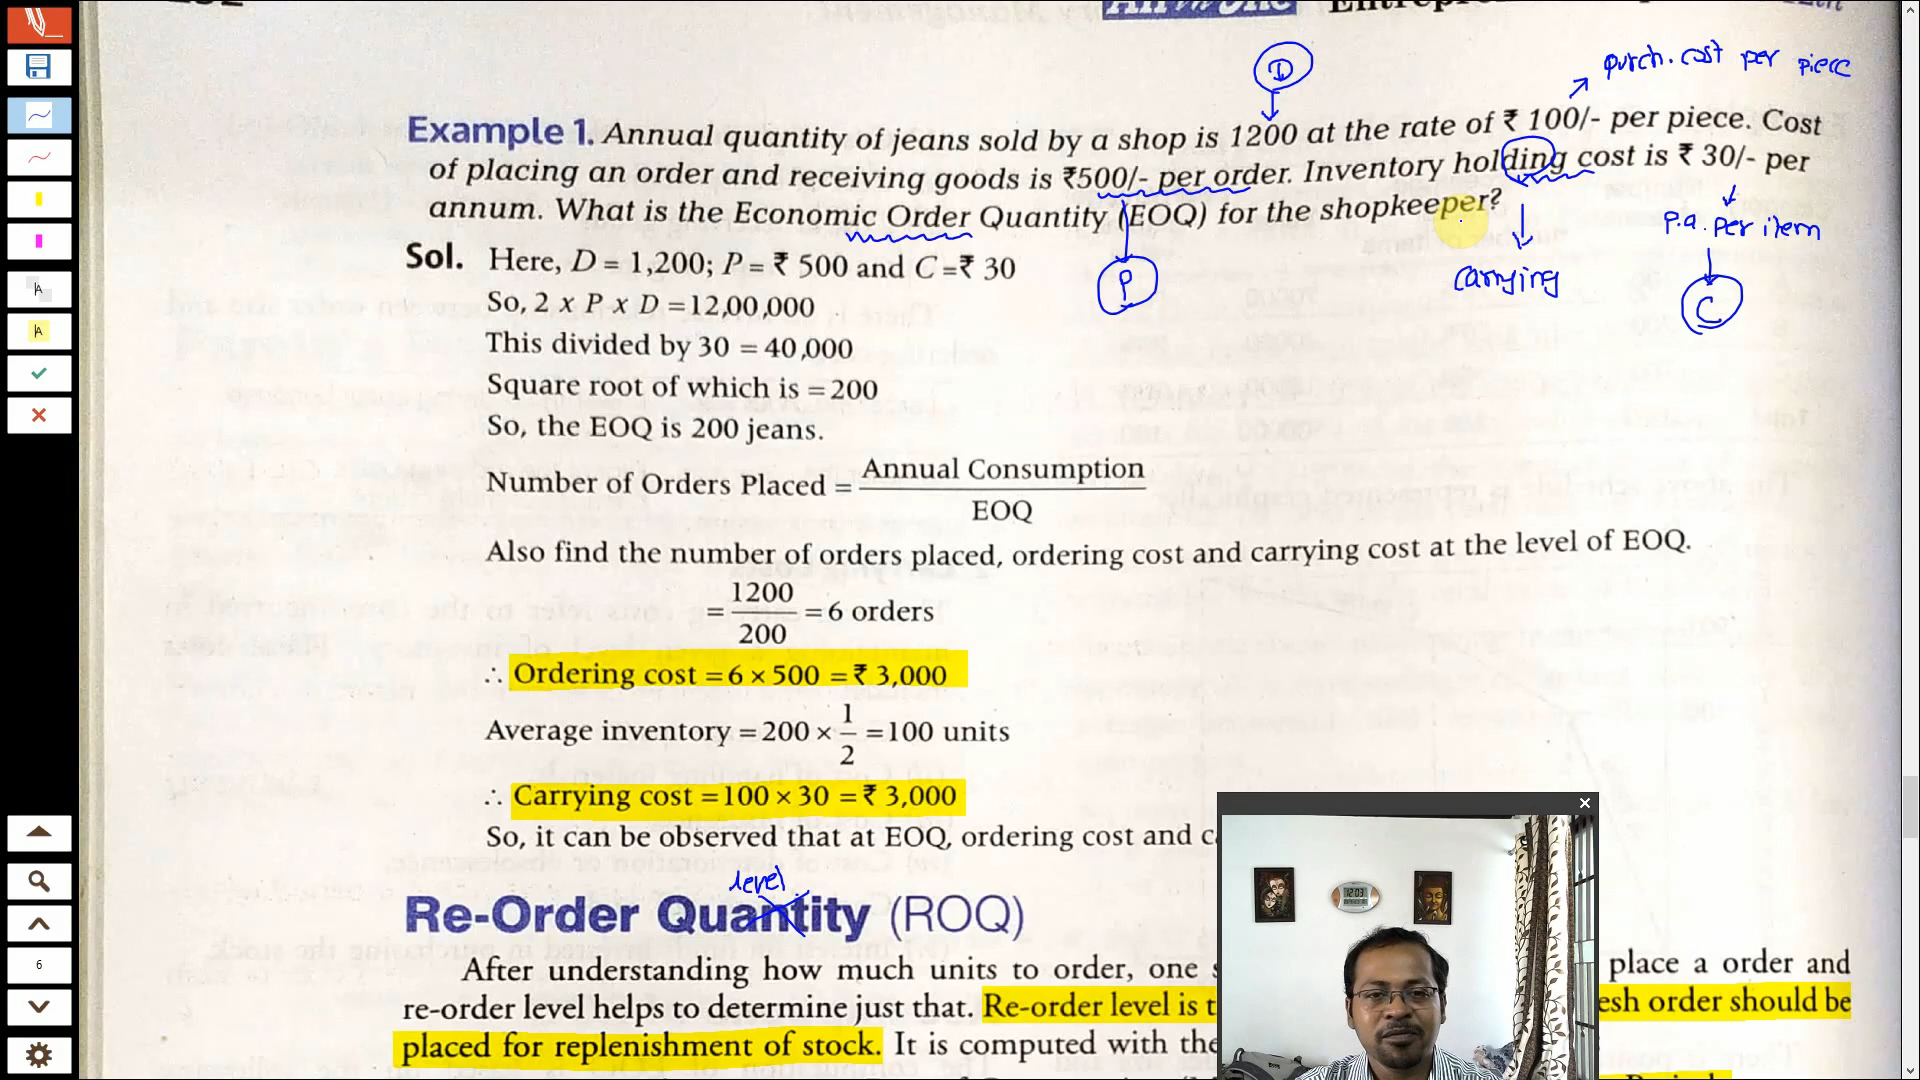 D
purch. cost per piece
Example 1. Annual quantity of jeans sold by a shop is 1200 at the rate of ₹ 100/- per piece. Cost
of placing an order and receiving goods is ₹500/- per order. Inventory holding cost is ₹ 30/- per
annum. What is the Economic Order Quantity (EOQ) for the shopkeeper?
p.a. per item
Sol. Here, D = 1,200; P = ₹ 500 and C =₹ 30
P
carrying
C
So, 2 x P x D =12,00,000
This divided by 30 = 40,000
Square root of which is = 200
So, the EOQ is 200 jeans.
Number of Orders Placed = Annual Consumption
EOQ
Also find the number of orders placed, ordering cost and carrying cost at the level of EOQ.
= 1200
200 = 6 orders
∴ Ordering cost = 6 × 500 = ₹ 3,000
Average inventory = 200 × 1
2 = 100 units
∴ Carrying cost = 100 × 30 = ₹ 3,000
So, it can be observed that at EOQ, ordering cost and c
level
Re-Order Quantity (ROQ)
After understanding how much units to order, one s
place a order and
re-order level helps to determine just that. Re-order level is t
esh order should be
placed for replenishment of stock. It is computed with the
6
12:03